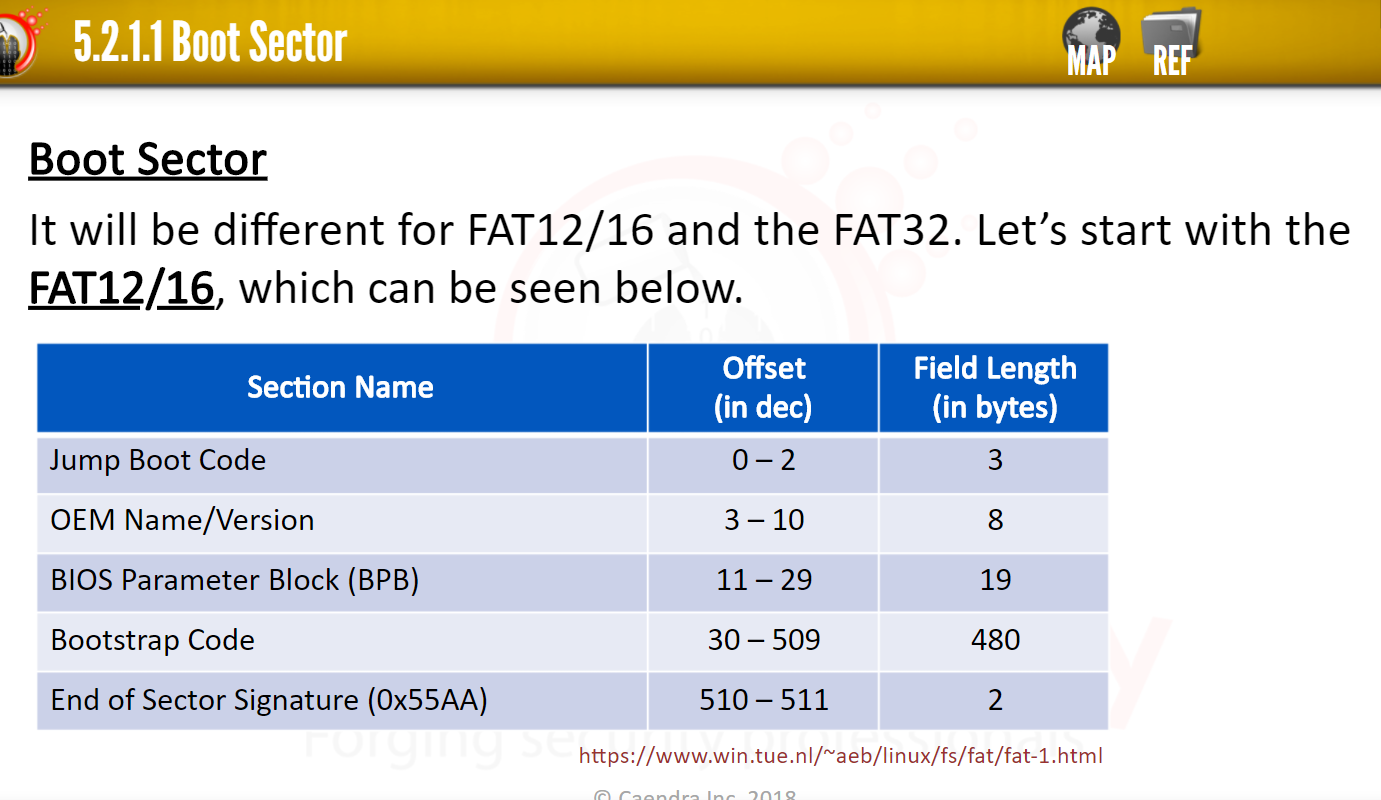 5.2.1.1 Boot Sector
MAP REF
Boot Sector
It will be different for FAT12/16 and the FAT32. Let’s start with the
FAT12/16, which can be seen below.
Section Name Offset (in dec) Field Length (in bytes)
Jump Boot Code 0 – 2 3
OEM Name/Version 3 – 10 8
BIOS Parameter Block (BPB) 11 – 29 19
Bootstrap Code 30 – 509 480
End of Sector Signature (0x55AA) 510 – 511 2
Forging security professionals
https://www.win.tue.nl/~aeb/linux/fs/fat/fat-1.html
© Caendra Inc. 2018